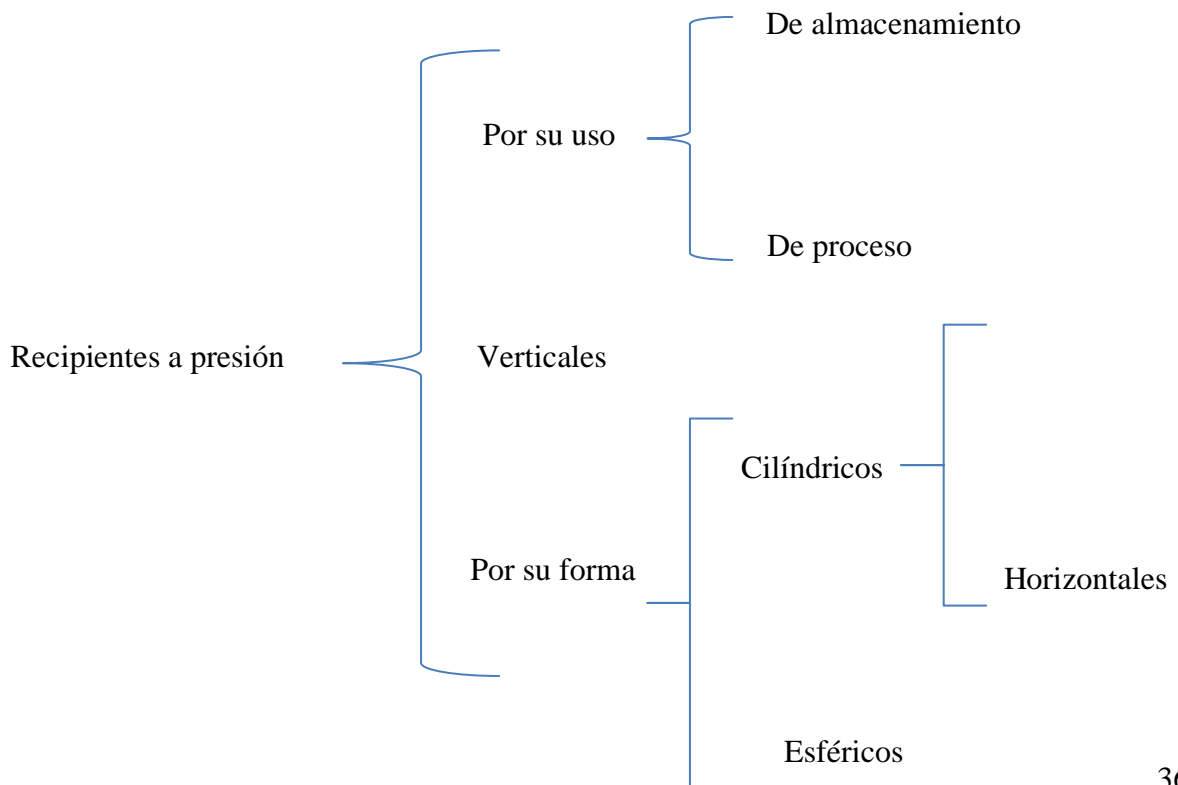 De almacenamiento
Por su uso
De proceso
Recipientes a presión
Verticales
Cilíndricos
Por su forma
Horizontales
Esféricos